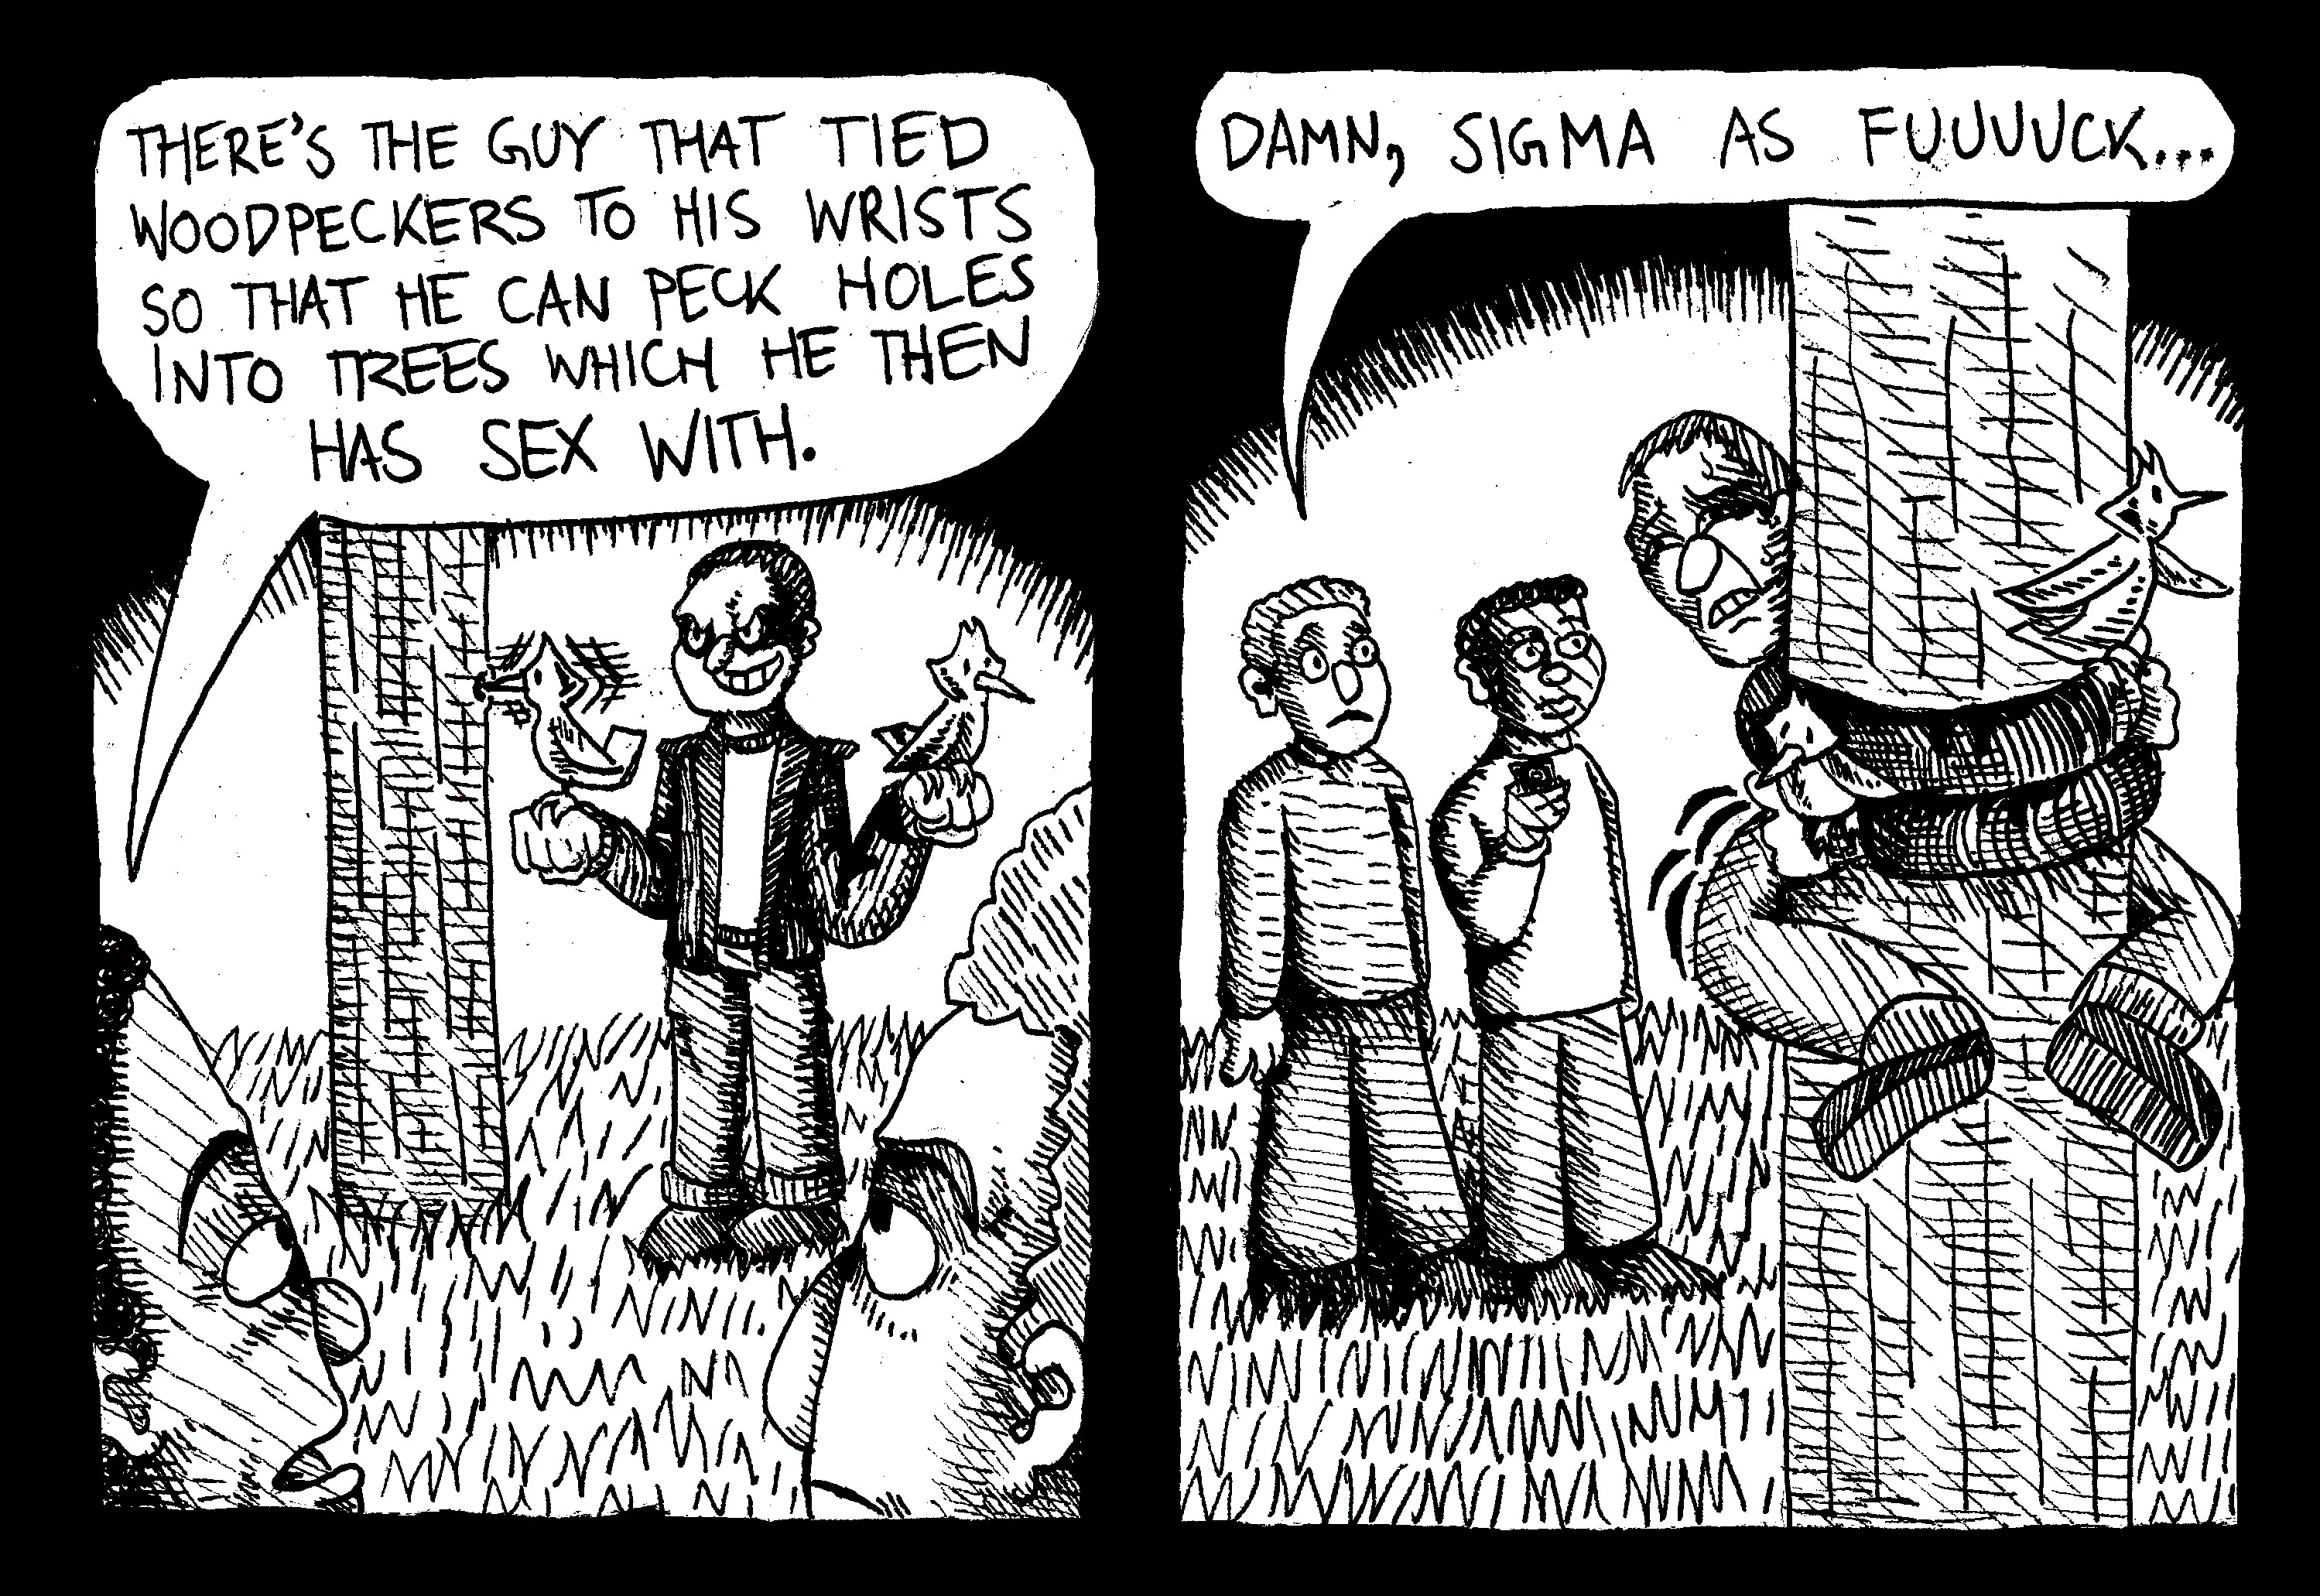 THERE'S THE GUY THAT TIED
WOODPECKERS TO HIS WRISTS
SO THAT HE CAN PECK HOLES
INTO TREES WHICH HE THEN
HAS SEX WITH.
DAMN, SIGMA AS FUUUUCK...